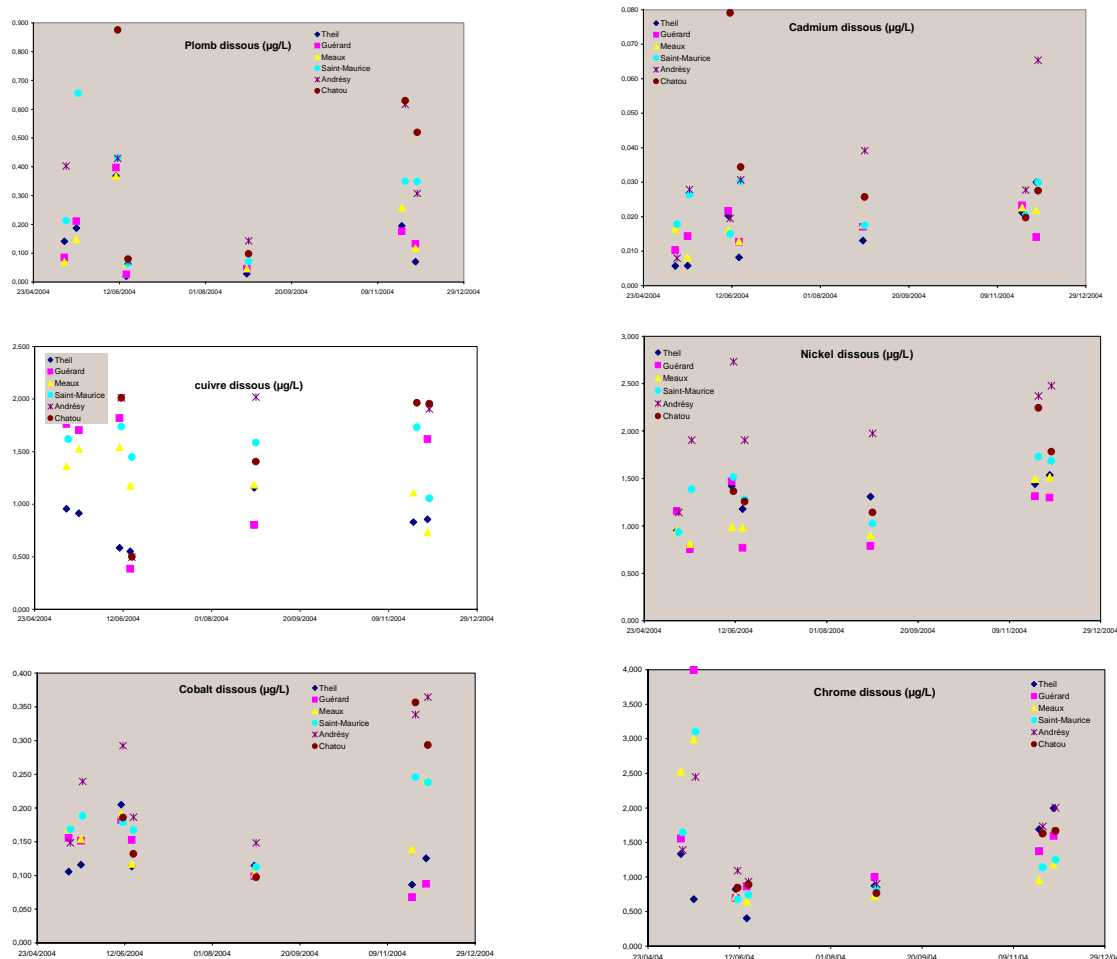 Plomb dissous (µg/L)
Theil
Guérard
Meaux
Saint-Maurice
Andrésy
Chatou
0,900
0,800
0,700
0,600
0,500
0,400
0,300
0,200
0,100
0,000
23/04/2004 12/06/2004 01/08/2004 20/09/2004 09/11/2004 29/12/2004
Cadmium dissous (µg/L)
Theil
Guérard
Meaux
Saint-Maurice
Andrésy
Chatou
0,080
0,070
0,060
0,050
0,040
0,030
0,020
0,010
0,000
23/04/2004 12/06/2004 01/08/2004 20/09/2004 09/11/2004 29/12/2004
cuivre dissous (µg/L)
Theil
Guérard
Meaux
Saint-Maurice
Andrésy
Chatou
2,500
2,000
1,500
1,000
0,500
0,000
23/04/2004 12/06/2004 01/08/2004 20/09/2004 09/11/2004 29/12/2004
Nickel dissous (µg/L)
Theil
Guérard
Meaux
Saint-Maurice
Andrésy
Chatou
3,000
2,500
2,000
1,500
1,000
0,500
0,000
23/04/2004 12/06/2004 01/08/2004 20/09/2004 09/11/2004 29/12/2004
Cobalt dissous (µg/L)
Theil
Guérard
Meaux
Saint-Maurice
Andrésy
Chatou
0,400
0,350
0,300
0,250
0,200
0,150
0,100
0,050
0,000
23/04/2004 12/06/2004 01/08/2004 20/09/2004 09/11/2004 29/12/2004
Chrome dissous (µg/L)
Theil
Guérard
Meaux
Saint-Maurice
Andrésy
Chatou
4,000
3,500
3,000
2,500
2,000
1,500
1,000
0,500
0,000
23/04/04 12/06/04 01/08/04 20/09/04 09/11/04 29/12/04